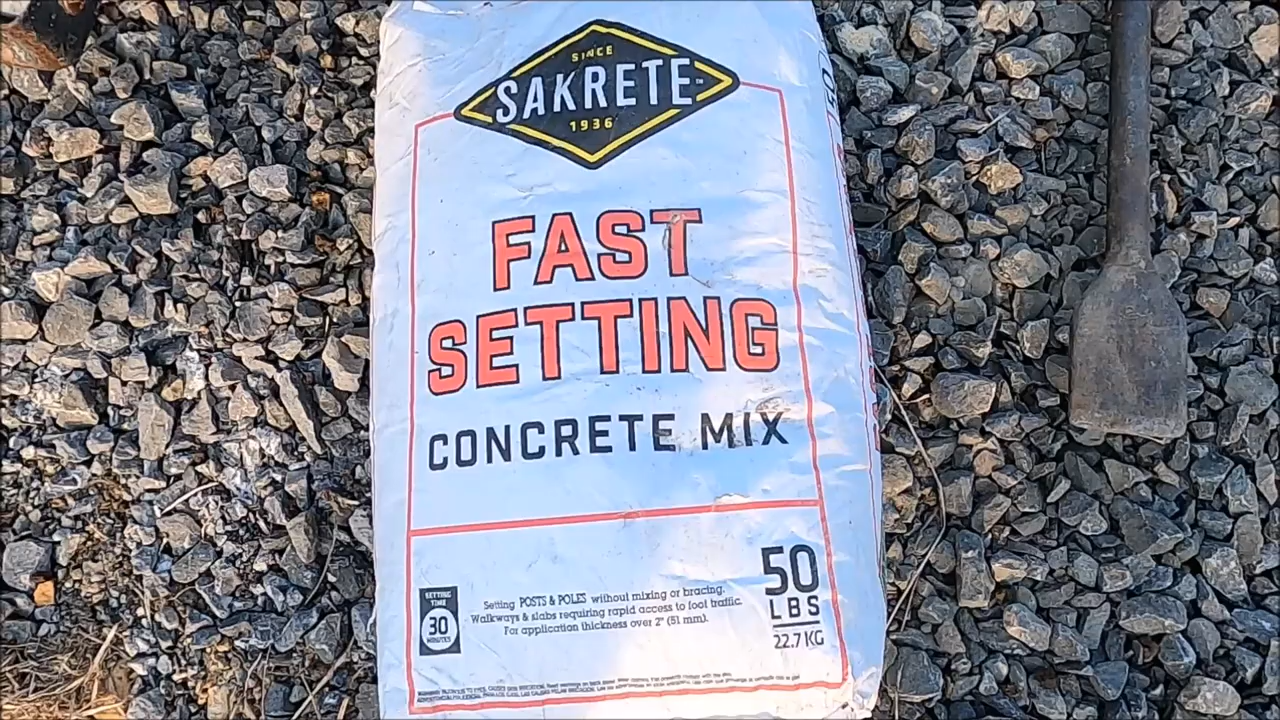 SINCE
SAKRETE™
1936
FAST
SETTING
CONCRETE MIX
50
LBS
22.7 KG
SETTING
TIME
30
MINUTES
Setting POSTS & POLES without mixing or bracing.
Walkways & slabs requiring rapid access to foot traffic.
For application thickness over 2" (51 mm).